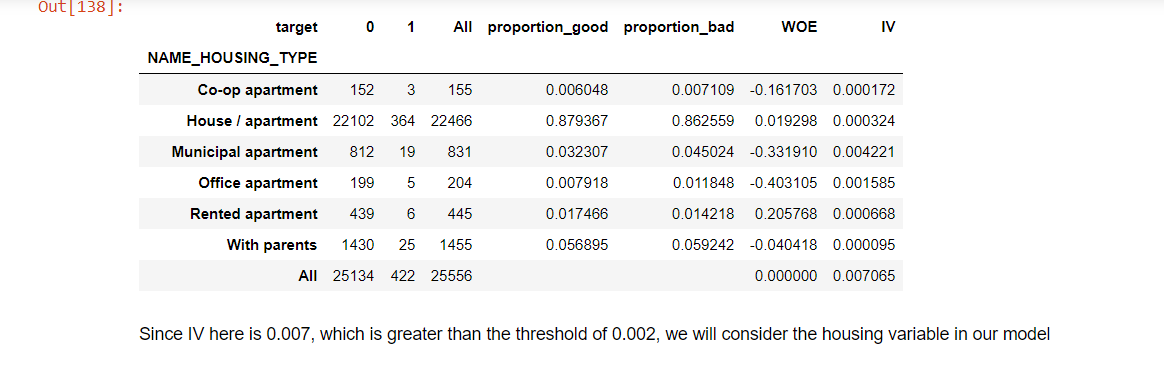 Out[138]:
target 0 1 All proportion_good proportion_bad WOE IV
NAME_HOUSING_TYPE
Co-op apartment 152 3 155 0.006048 0.007109 -0.161703 0.000172
House / apartment 22102 364 22466 0.879367 0.862559 0.019298 0.000324
Municipal apartment 812 19 831 0.032307 0.045024 -0.331910 0.004221
Office apartment 199 5 204 0.007918 0.011848 -0.403105 0.001585
Rented apartment 439 6 445 0.017466 0.014218 0.205768 0.000668
With parents 1430 25 1455 0.056895 0.059242 -0.040418 0.000095
All 25134 422 25556 0.000000 0.007065
Since IV here is 0.007, which is greater than the threshold of 0.002, we will consider the housing variable in our model